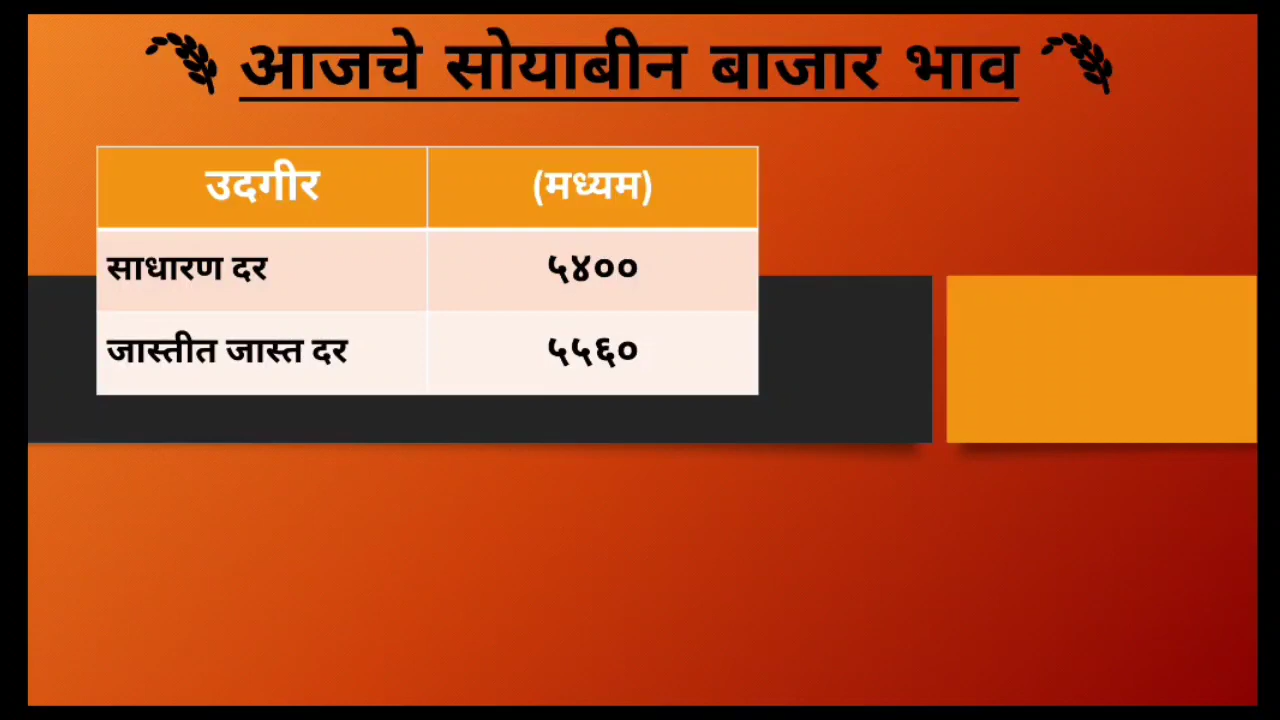 आजचे सोयाबीन बाजार भाव
उदगीर (मध्यम)
साधारण दर ५४००
जास्तीत जास्त दर ५५६०